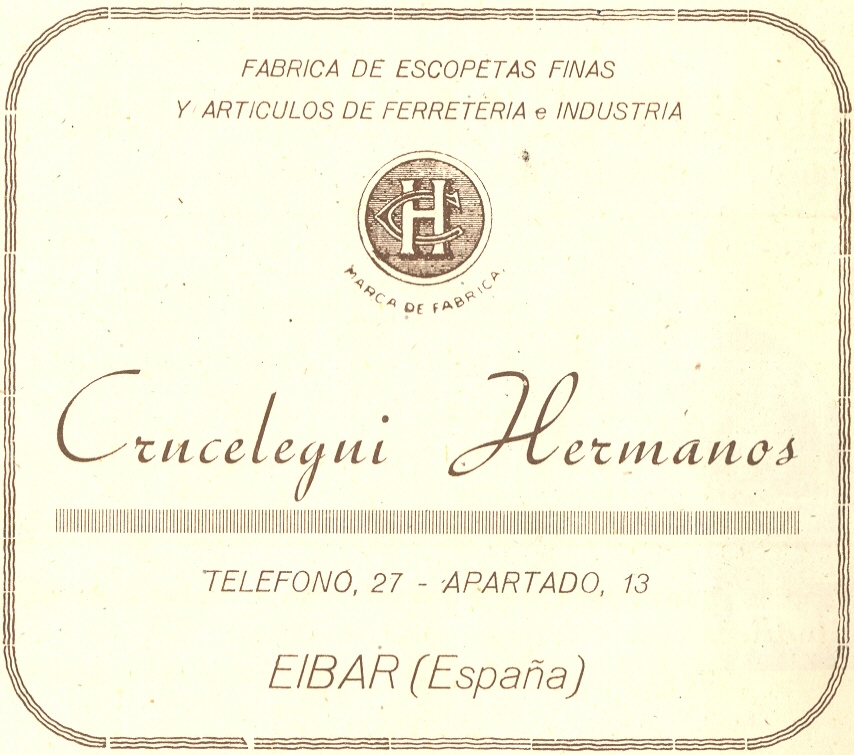 FABRICA DE ESCOPETAS FINAS
Y ARTICULOS DE FERRETERIA e INDUSTRIA
CH
MARCA DE FABRICA.
Crucelegui Hermanos
TELEFONO, 27 - APARTADO, 13
EIBAR (España)